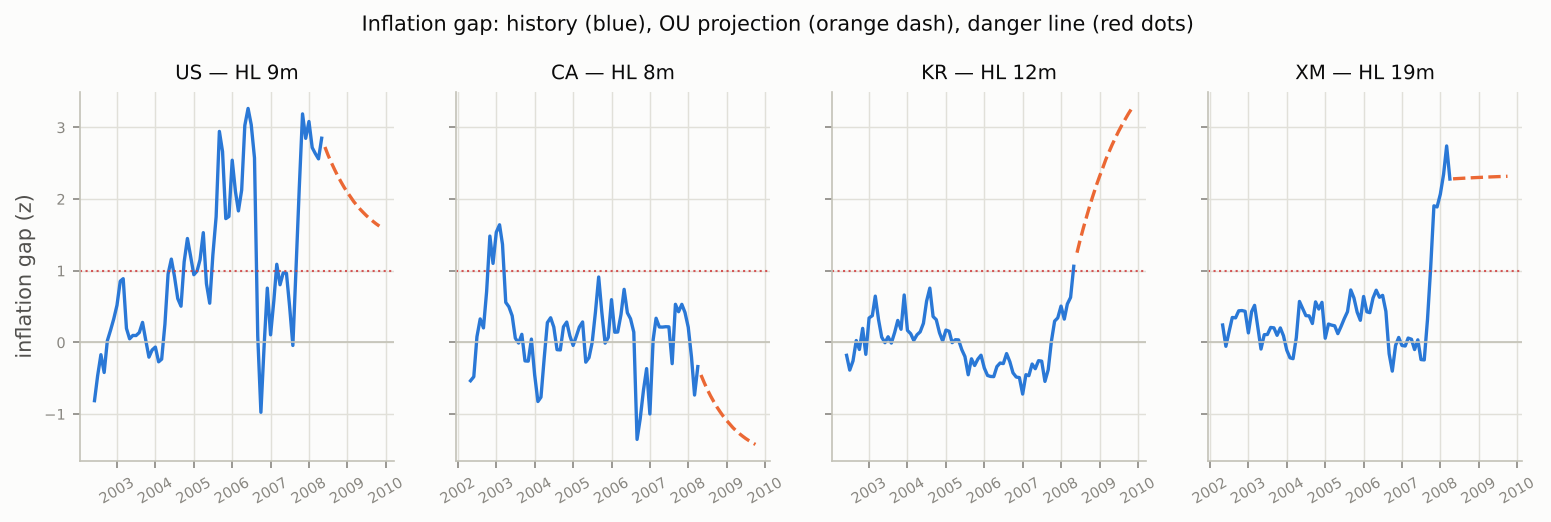 Inflation gap: history (blue), OU projection (orange dash), danger line (red dots)
US — HL 9m
CA — HL 8m
KR — HL 12m
XM — HL 19m
inflation gap (z)
3
2
1
0
−1
2003 2004 2005 2006 2007 2008 2009 2010
2002 2003 2004 2005 2006 2007 2008 2009 2010
2003 2004 2005 2006 2007 2008 2009 2010
2002 2003 2004 2005 2006 2007 2008 2009 2010